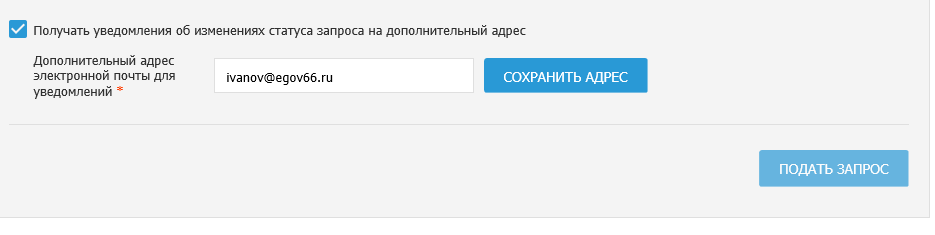 Получать уведомления об изменениях статуса запроса на дополнительный адрес
Дополнительный адрес
электронной почты для
уведомлений *
ivanov@egov66.ru
СОХРАНИТЬ АДРЕС
ПОДАТЬ ЗАПРОС